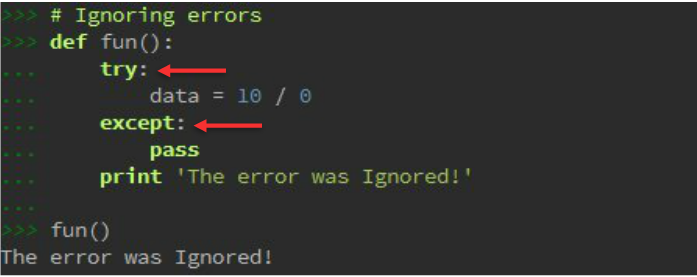 >>> # Ignoring errors
>>> def fun():
...     try:
...         data = 10 / 0
...     except:
...         pass
...     print 'The error was Ignored!'
...
>>> fun()
The error was Ignored!